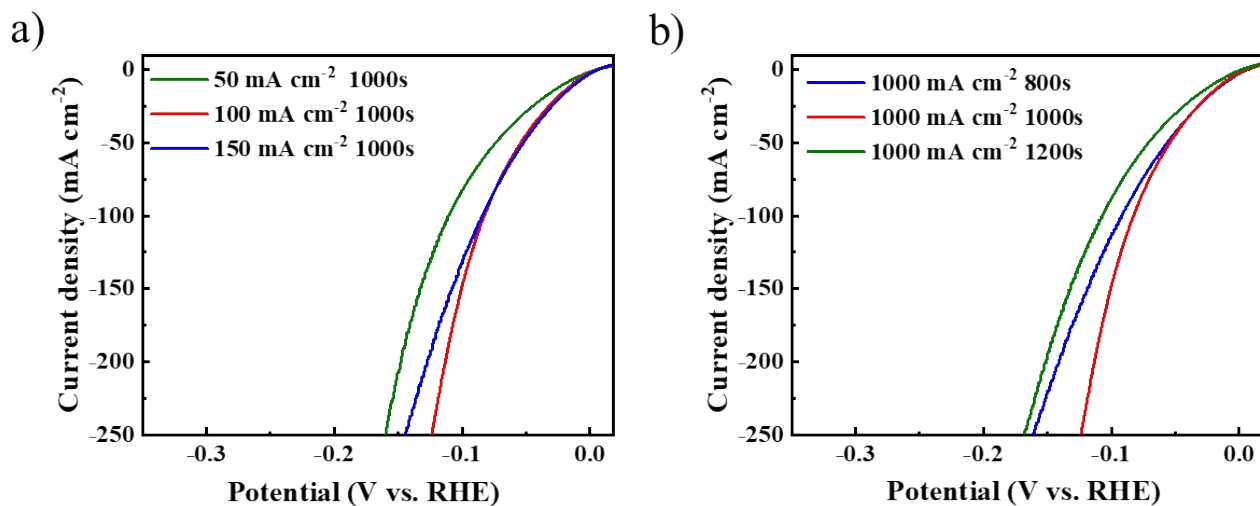 a)
50 mA cm⁻² 1000s
100 mA cm⁻² 1000s
150 mA cm⁻² 1000s
Current density (mA cm⁻²)
0
-50
-100
-150
-200
-250
-0.3
-0.2
-0.1
0.0
Potential (V vs. RHE)
b)
1000 mA cm⁻² 800s
1000 mA cm⁻² 1000s
1000 mA cm⁻² 1200s
Current density (mA cm⁻²)
0
-50
-100
-150
-200
-250
-0.3
-0.2
-0.1
0.0
Potential (V vs. RHE)